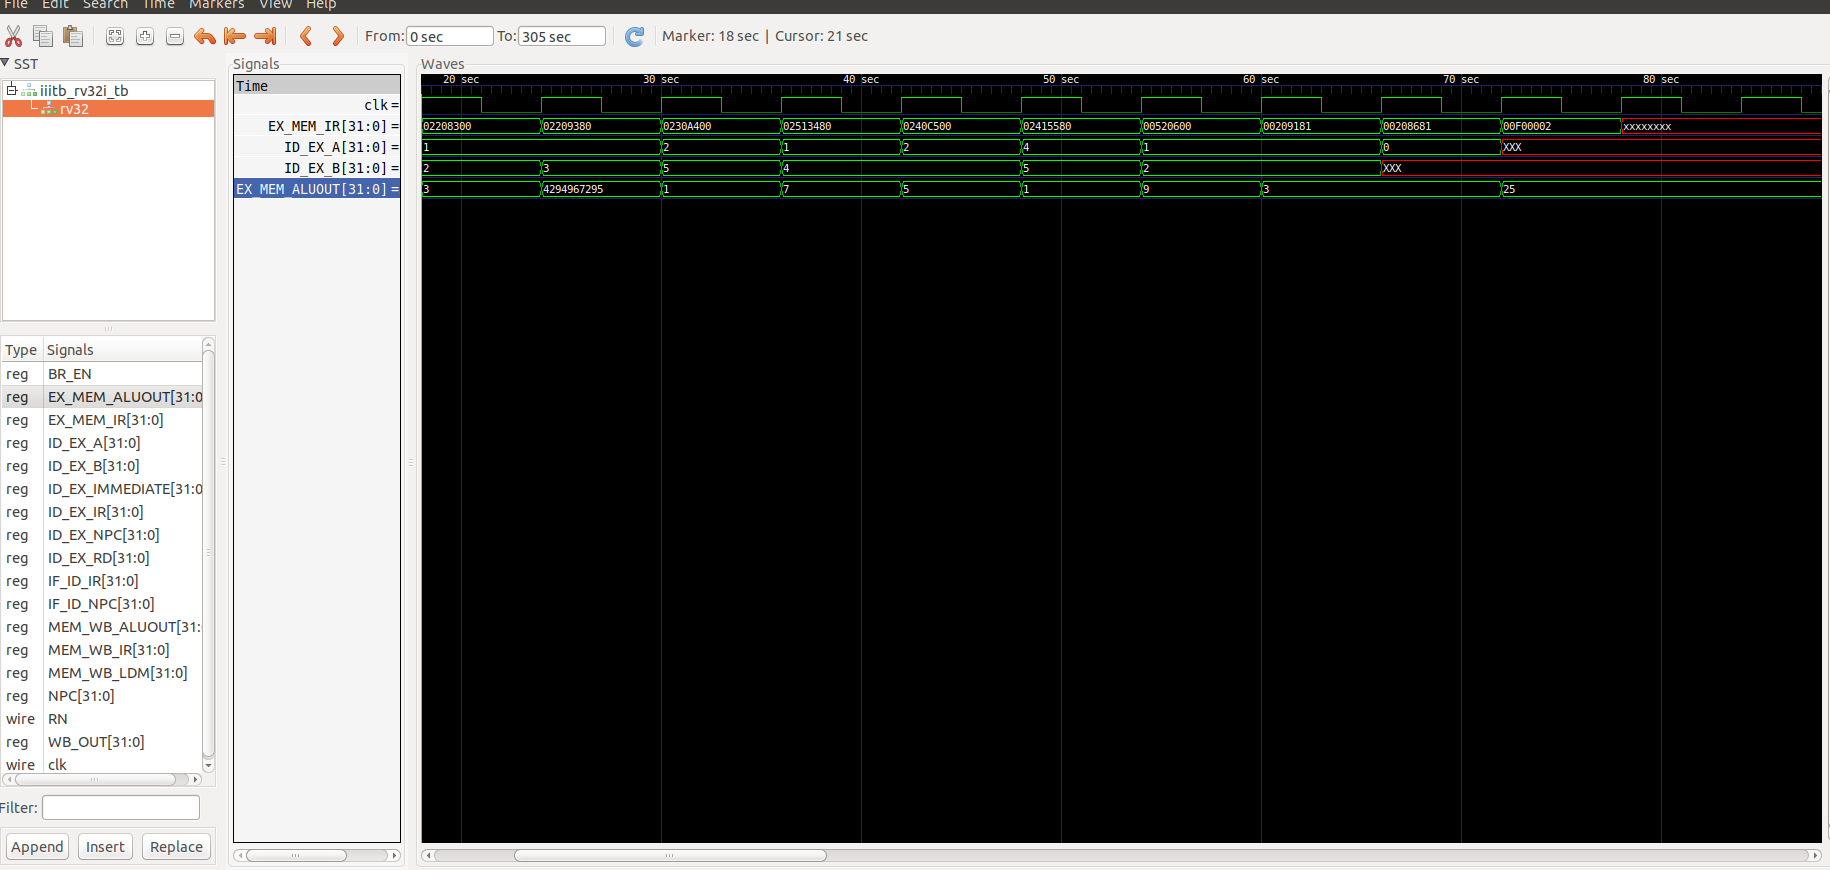 File Edit Search Time Markers View Help
From: 0 sec To: 305 sec Marker: 18 sec | Cursor: 21 sec
SST
iiitb_rv32i_tb
rv32
Type Signals
reg BR_EN
reg EX_MEM_ALUOUT[31:0
reg EX_MEM_IR[31:0]
reg ID_EX_A[31:0]
reg ID_EX_B[31:0]
reg ID_EX_IMMEDIATE[31:0
reg ID_EX_IR[31:0]
reg ID_EX_NPC[31:0]
reg ID_EX_RD[31:0]
reg IF_ID_IR[31:0]
reg IF_ID_NPC[31:0]
reg MEM_WB_ALUOUT[31:
reg MEM_WB_IR[31:0]
reg MEM_WB_LDM[31:0]
reg NPC[31:0]
wire RN
reg WB_OUT[31:0]
wire clk
Filter:
Append Insert Replace
Signals
Time
clk =
EX_MEM_IR[31:0] =
ID_EX_A[31:0] =
ID_EX_B[31:0] =
EX_MEM_ALUOUT[31:0] =
Waves
20 sec 30 sec 40 sec 50 sec 60 sec 70 sec 80 sec
02208300 02209380 0230A400 02513480 0240C500 02415580 00520600 00209181 00208681 00F00002 xxxxxxxx
1 2 1 2 4 1 0 XXX
2 3 5 4 5 2 XXX
3 4294967295 1 7 5 1 9 3 25